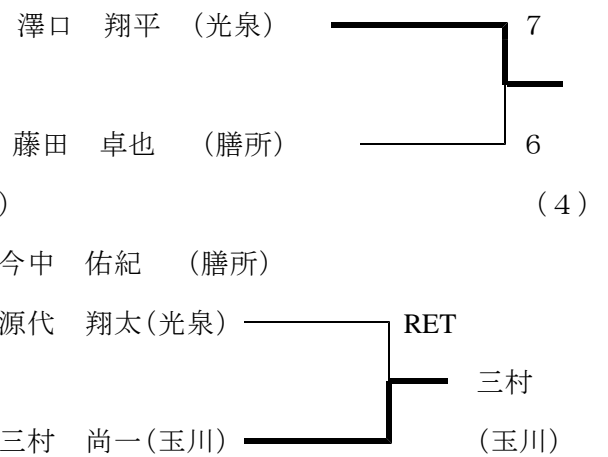 澤口　翔平　（光泉）　7
藤田　卓也　（膳所）　6
）　（４）
今中　佑紀　（膳所）
源代　翔太（光泉）　RET
三村
三村　尚一（玉川）　（玉川）